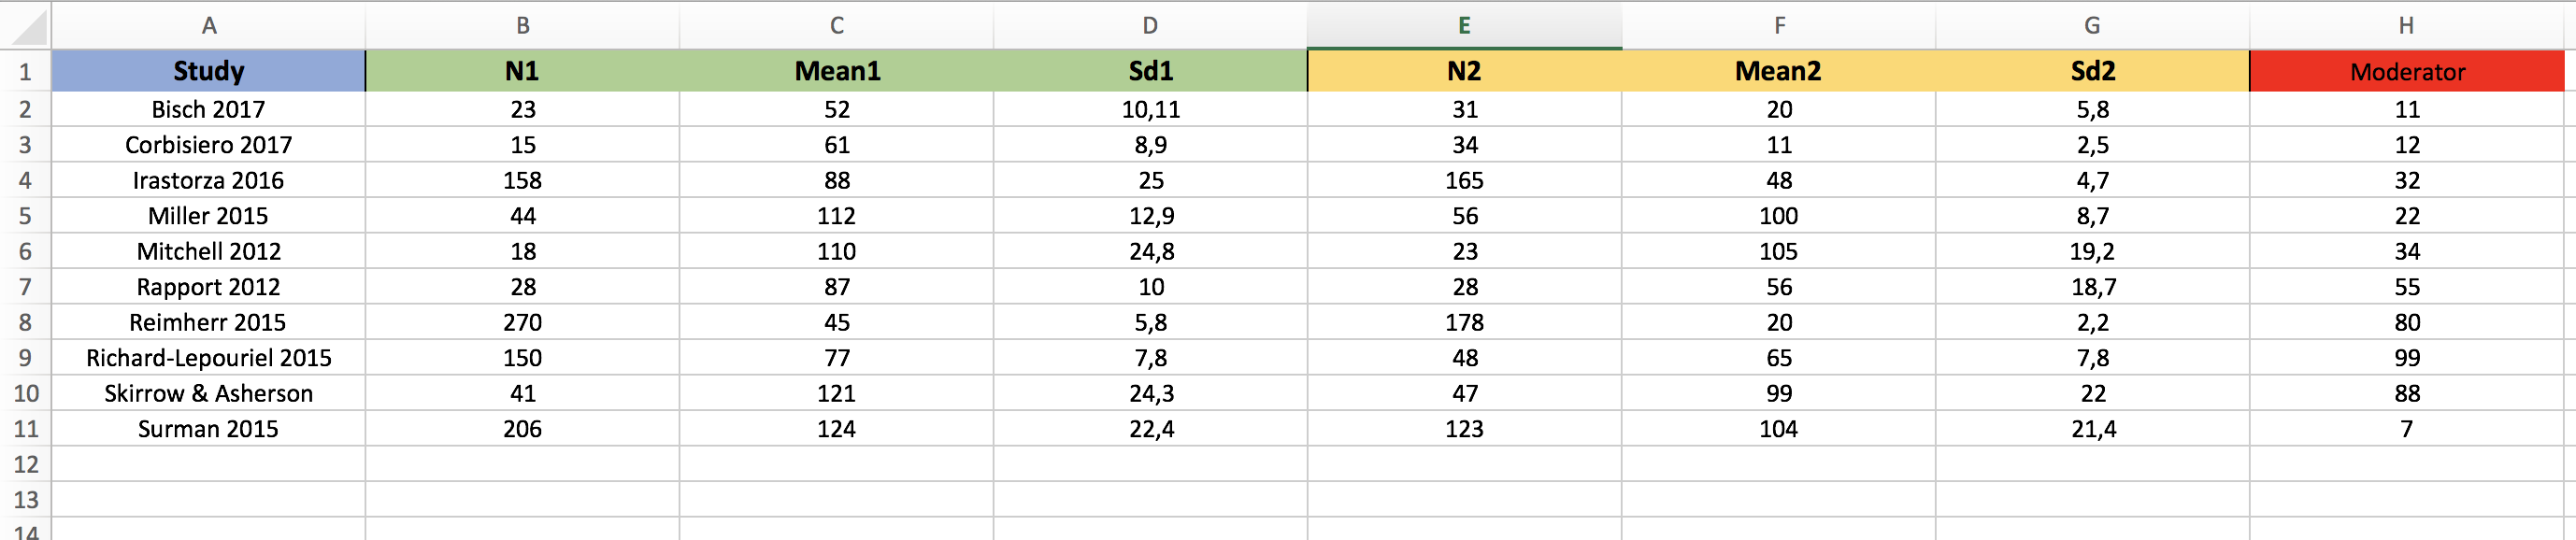 A B C D E F G H
1 Study N1 Mean1 Sd1 N2 Mean2 Sd2 Moderator
2 Bisch 2017 23 52 10,11 31 20 5,8 11
3 Corbisiero 2017 15 61 8,9 34 11 2,5 12
4 Irastorza 2016 158 88 25 165 48 4,7 32
5 Miller 2015 44 112 12,9 56 100 8,7 22
6 Mitchell 2012 18 110 24,8 23 105 19,2 34
7 Rapport 2012 28 87 10 28 56 18,7 55
8 Reimherr 2015 270 45 5,8 178 20 2,2 80
9 Richard-Lepouriel 2015 150 77 7,8 48 65 7,8 99
10 Skirrow & Asherson 41 121 24,3 47 99 22 88
11 Surman 2015 206 124 22,4 123 104 21,4 7
12
13
14